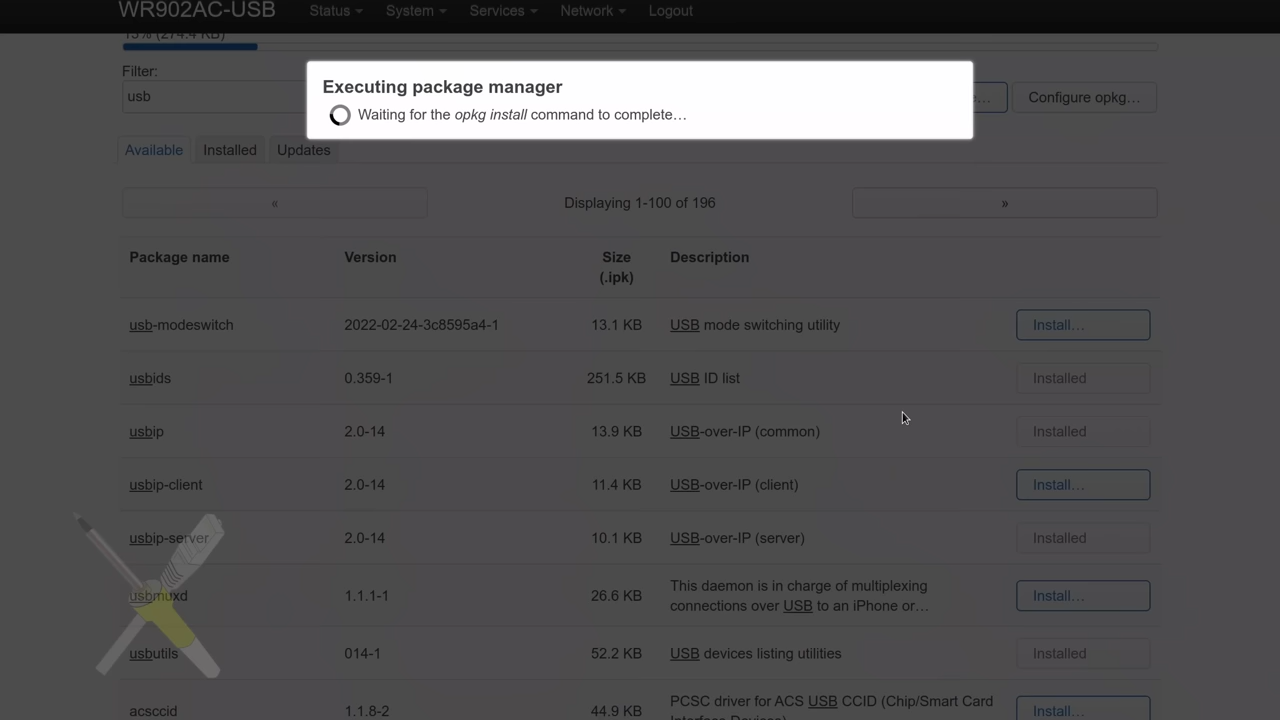 WR902AC-USB Status System Services Network Logout
13% (274.4 KB)
Filter:
usb
Executing package manager
Waiting for the opkg install command to complete…
e…
Configure opkg…
Available Installed Updates
« Displaying 1-100 of 196 »
Package name Version Size (.ipk) Description
usb-modeswitch 2022-02-24-3c8595a4-1 13.1 KB USB mode switching utility Install…
usbids 0.359-1 251.5 KB USB ID list Installed
usbip 2.0-14 13.9 KB USB-over-IP (common) Installed
usbip-client 2.0-14 11.4 KB USB-over-IP (client) Install…
usbip-server 2.0-14 10.1 KB USB-over-IP (server) Installed
usbmuxd 1.1.1-1 26.6 KB This daemon is in charge of multiplexing
connections over USB to an iPhone or… Install…
usbutils 014-1 52.2 KB USB devices listing utilities Installed
acsccid 1.1.8-2 44.9 KB PCSC driver for ACS USB CCID (Chip/Smart Card
Interface Devices) Install…